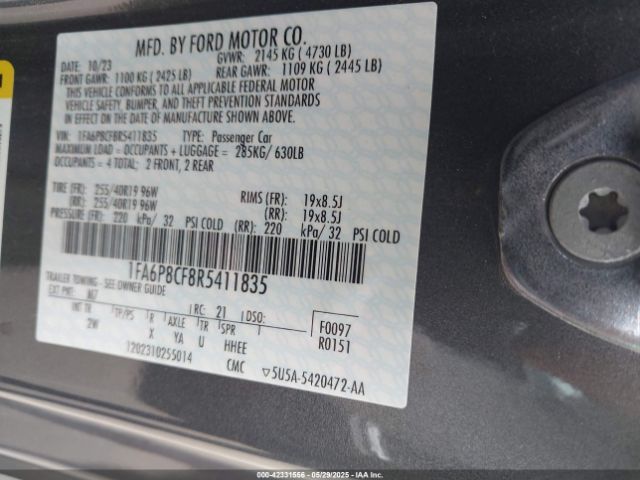 MFD. BY FORD MOTOR CO.
DATE: 10/23 GVWR: 2145 KG ( 4730 LB)
FRONT GAWR: 1100 KG ( 2425 LB) REAR GAWR: 1109 KG ( 2445 LB)
THIS VEHICLE CONFORMS TO ALL APPLICABLE FEDERAL MOTOR
VEHICLE SAFETY, BUMPER, AND THEFT PREVENTION STANDARDS
IN EFFECT ON THE DATE OF MANUFACTURE SHOWN ABOVE.
VIN: 1FA6P8CF8R5411835 TYPE: Passenger Car
MAXIMUM LOAD = OCCUPANTS + LUGGAGE = 285KG/ 630LB
OCCUPANTS = 4 TOTAL; 2 FRONT, 2 REAR
TIRE (FR): 255/40R19 96W RIMS (FR): 19x8.5J
(RR): 255/40R19 96W (RR): 19x8.5J
PRESSURE (FR): 220 kPa/ 32 PSI COLD (RR): 220 kPa/ 32 PSI COLD
1FA6P8CF8R5411835
TRAILER TOWING- SEE OWNER GUIDE
EXT PNT: M7 RC: 21 DSO: F0097
INT TR TP/PS R AXLE TR SPR R0151
2W X YA U HHEE
1202310255014 CMC ▽5U5A-5420472-AA
000-42331556 - 05/29/2025 - IAAI.COM